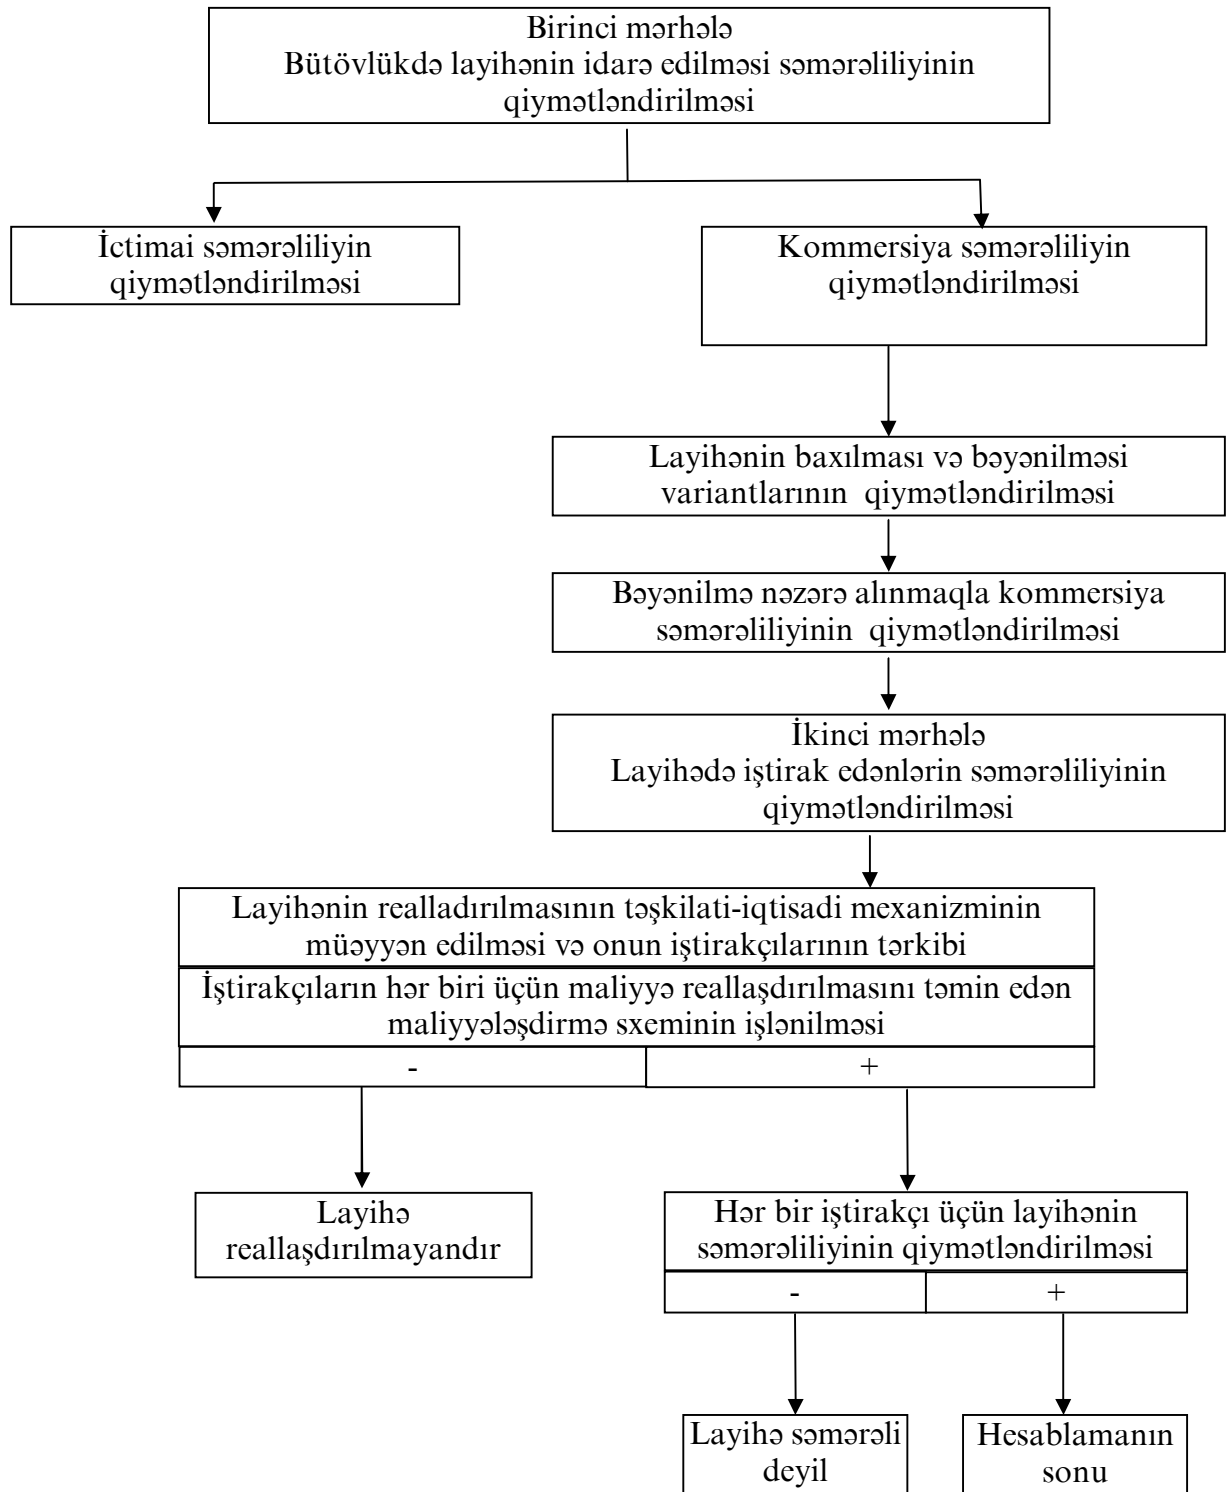 Birinci mərhələ
Bütövlükdə layihənin idarə edilməsi səmərəliliyinin
qiymətləndirilməsi
İctimai səmərəliliyin
qiymətləndirilməsi
Kommersiya səmərəliliyin
qiymətləndirilməsi
Layihənin baxılması və bəyənilməsi
variantlarının qiymətləndirilməsi
Bəyənilmə nəzərə alınmaqla kommersiya
səmərəliliyinin qiymətləndirilməsi
İkinci mərhələ
Layihədə iştirak edənlərin səmərəliliyinin
qiymətləndirilməsi
Layihənin realladırılmasının təşkilati-iqtisadi mexanizminin
müəyyən edilməsi və onun iştirakçılarının tərkibi
İştirakçıların hər biri üçün maliyyə reallaşdırılmasını təmin edən
maliyyələşdirmə sxeminin işlənilməsi
- +
Layihə
reallaşdırılmayandır
Hər bir iştirakçı üçün layihənin
səmərəliliyinin qiymətləndirilməsi
- +
Layihə səmərəli
deyil
Hesablamanın
sonu